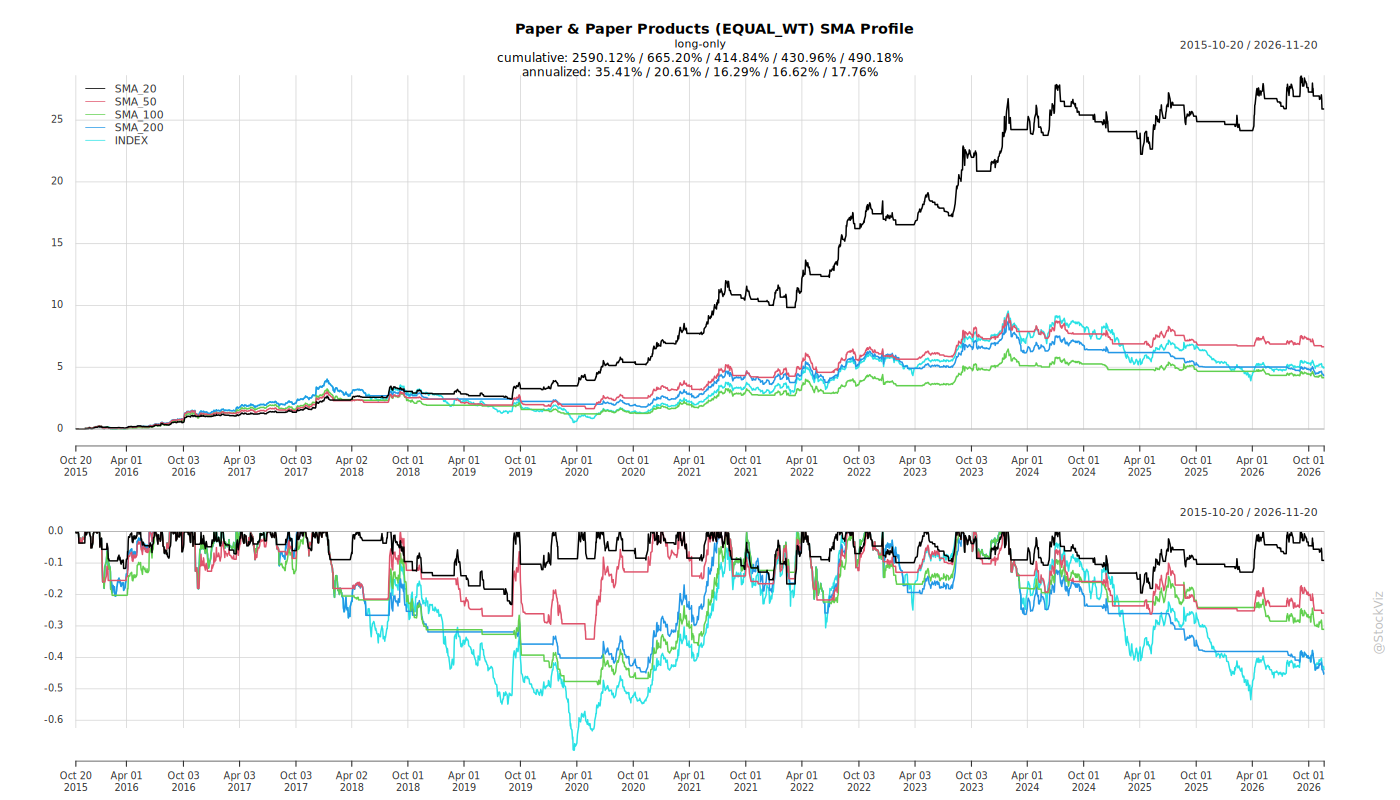 Paper & Paper Products (EQUAL_WT) SMA Profile
long-only
cumulative: 2590.12% / 665.20% / 414.84% / 430.96% / 490.18%
annualized: 35.41% / 20.61% / 16.29% / 16.62% / 17.76%
2015-10-20 / 2026-11-20
SMA_20
SMA_50
SMA_100
SMA_200
INDEX
25
20
15
10
5
0
Oct 20 Apr 01 Oct 03 Apr 03 Oct 03 Apr 02 Oct 01 Apr 01 Oct 01 Apr 01 Oct 01 Apr 01 Oct 01 Apr 01 Oct 03 Apr 03 Oct 03 Apr 01 Oct 01 Apr 01 Oct 01 Apr 01 Oct 01
2015 2016 2016 2017 2017 2018 2018 2019 2019 2020 2020 2021 2021 2022 2022 2023 2023 2024 2024 2025 2025 2026 2026
2015-10-20 / 2026-11-20
0.0
-0.1
-0.2
-0.3
-0.4
-0.5
-0.6
Oct 20 Apr 01 Oct 03 Apr 03 Oct 03 Apr 02 Oct 01 Apr 01 Oct 01 Apr 01 Oct 01 Apr 01 Oct 01 Apr 01 Oct 03 Apr 03 Oct 03 Apr 01 Oct 01 Apr 01 Oct 01 Apr 01 Oct 01
2015 2016 2016 2017 2017 2018 2018 2019 2019 2020 2020 2021 2021 2022 2022 2023 2023 2024 2024 2025 2025 2026 2026
@StockViz